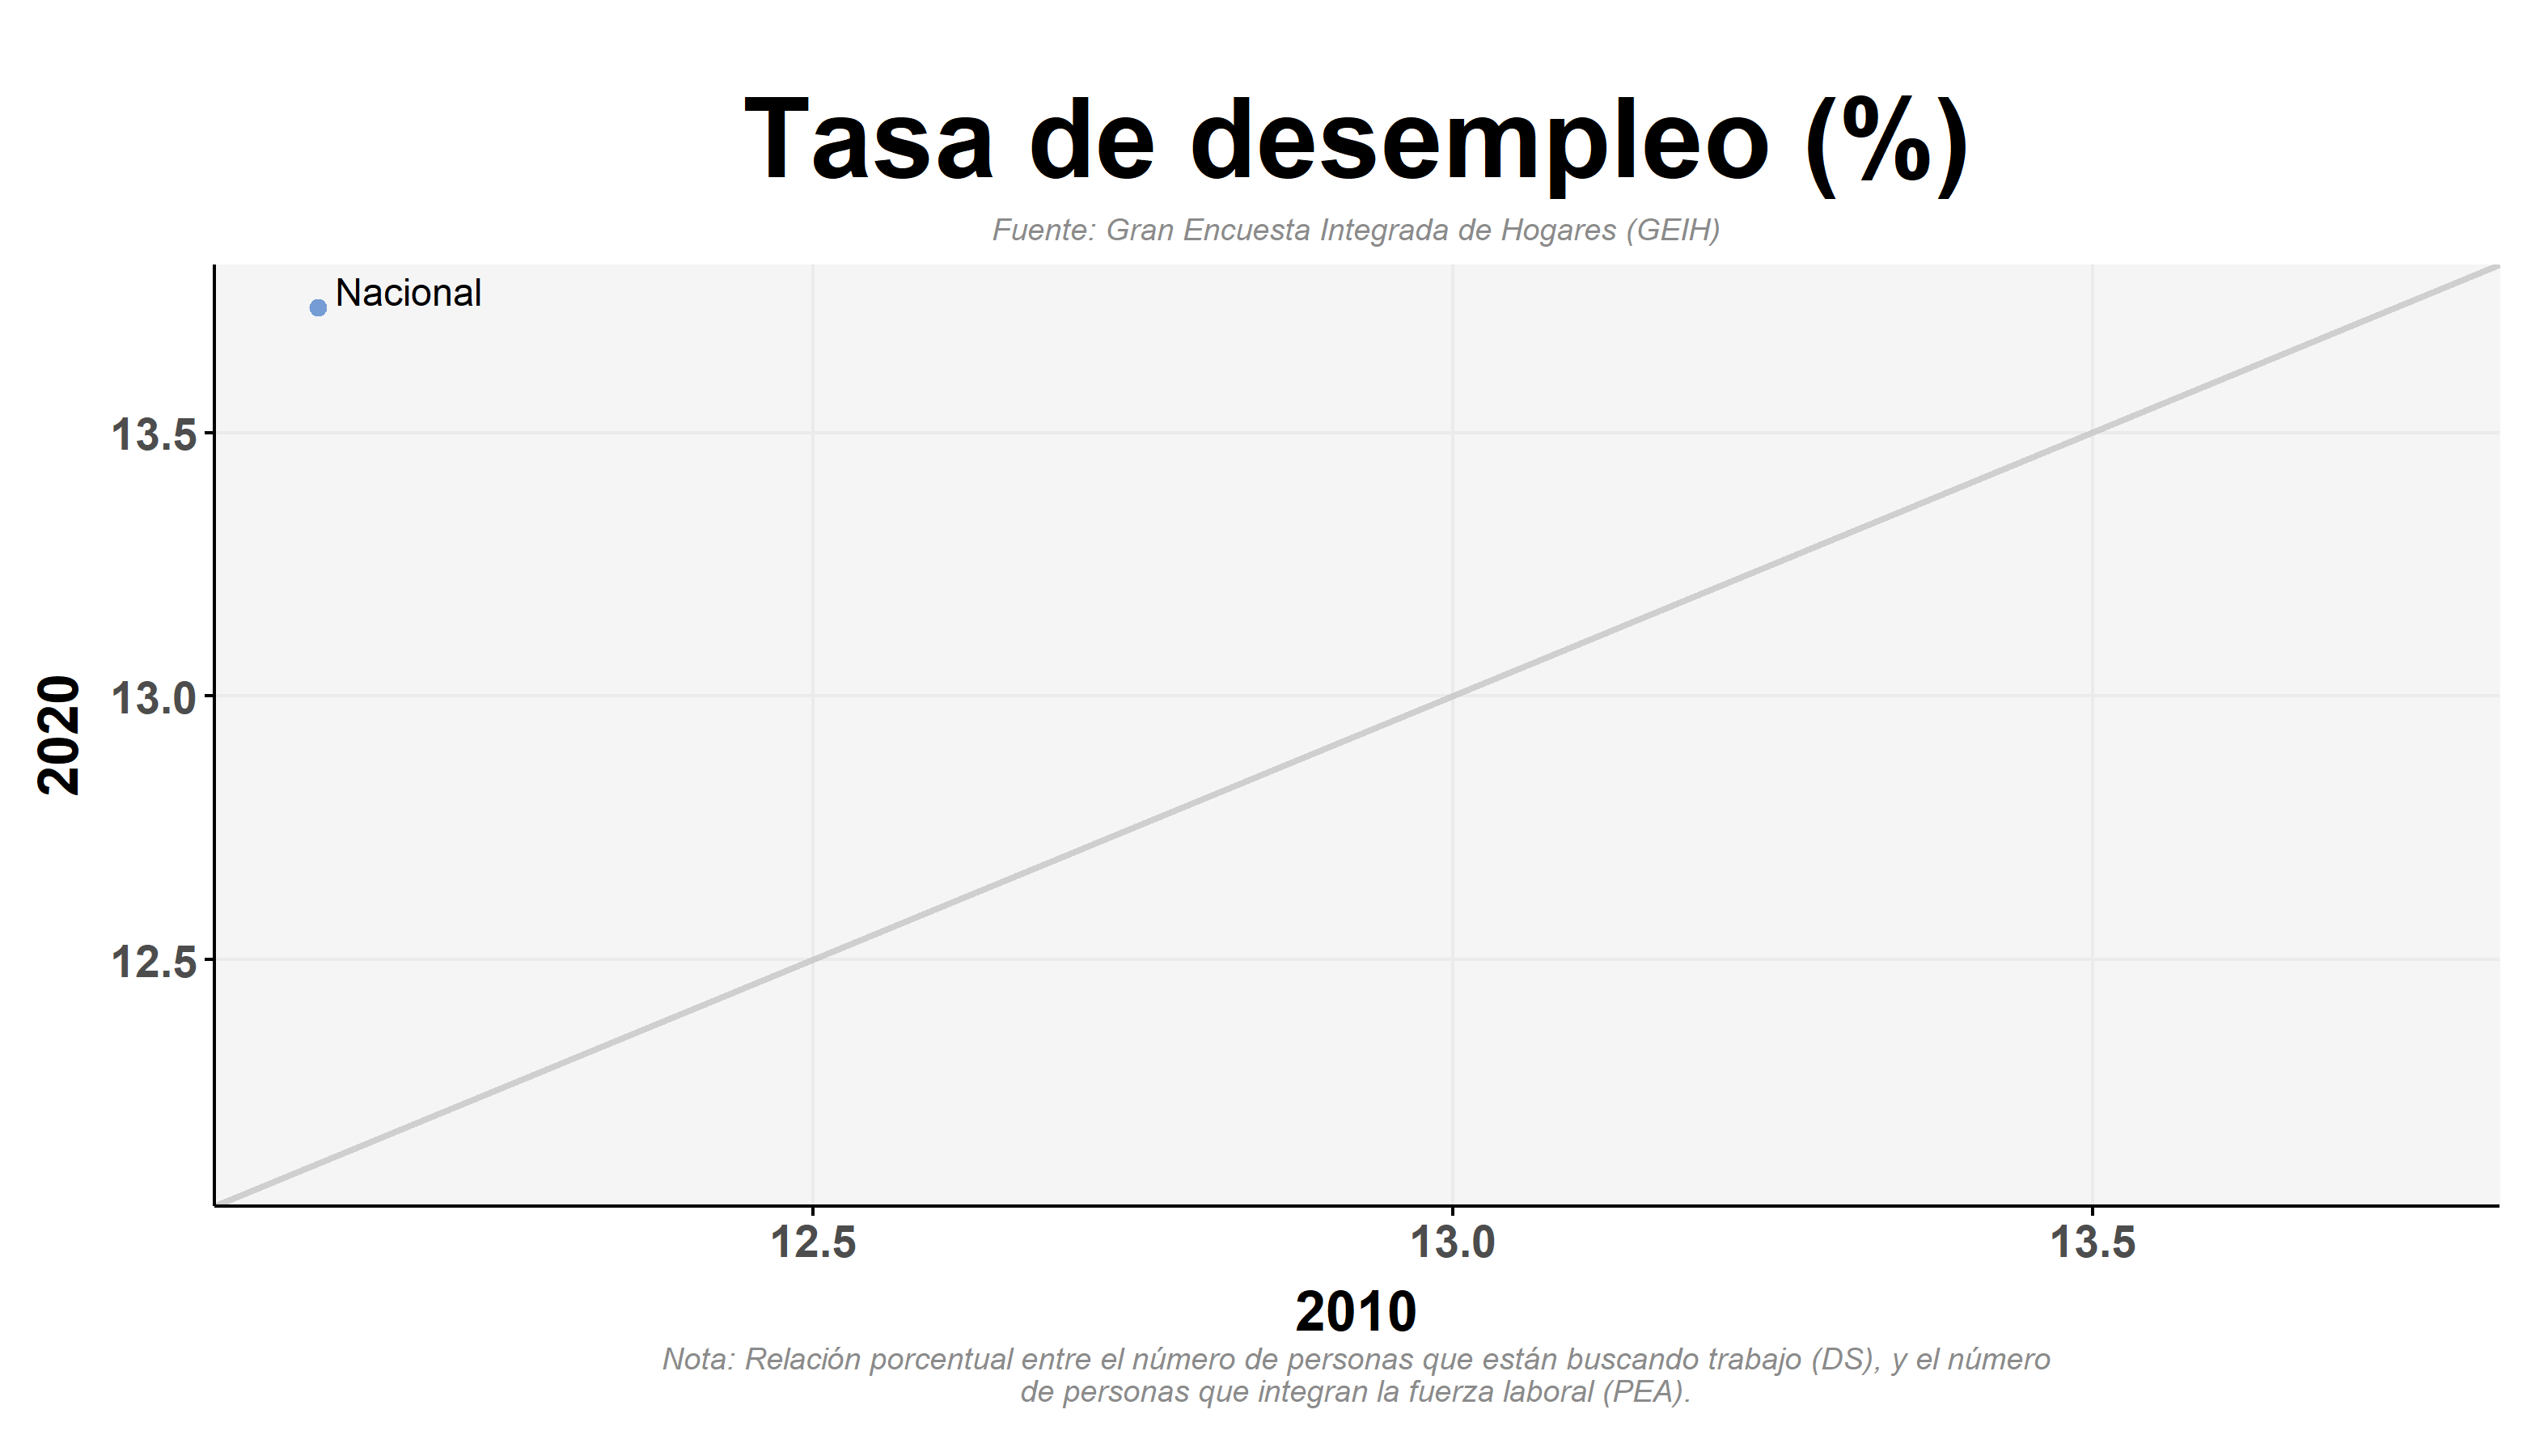 Tasa de desempleo (%)
Fuente: Gran Encuesta Integrada de Hogares (GEIH)
Nacional
13.5
13.0
12.5
2020
12.5
13.0
13.5
2010
Nota: Relación porcentual entre el número de personas que están buscando trabajo (DS), y el número
de personas que integran la fuerza laboral (PEA).